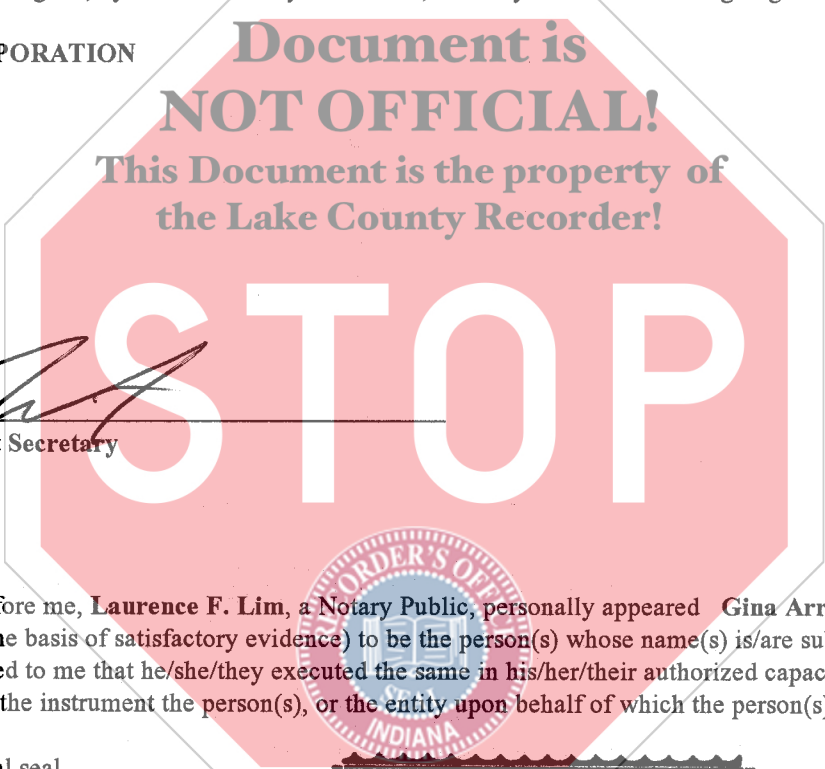 PORATION
Document is
NOT OFFICIAL!
This Document is the property of
the Lake County Recorder!
STOP
Secretary
RECORDER'S OFFICE
fore me, Laurence F. Lim, a Notary Public, personally appeared Gina Arr
he basis of satisfactory evidence) to be the person(s) whose name(s) is/are su
ed to me that he/she/they executed the same in his/her/their authorized capac
the instrument the person(s), or the entity upon behalf of which the person(s)
SEAL
INDIANA
al seal